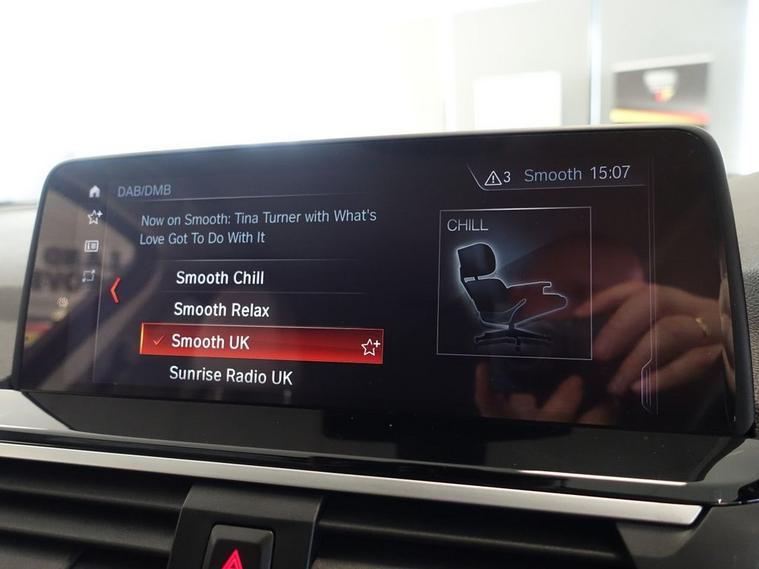 DAB/DMB
3 Smooth 15:07
Now on Smooth: Tina Turner with What's
Love Got To Do With It
CHILL
Smooth Chill
Smooth Relax
Smooth UK
Sunrise Radio UK